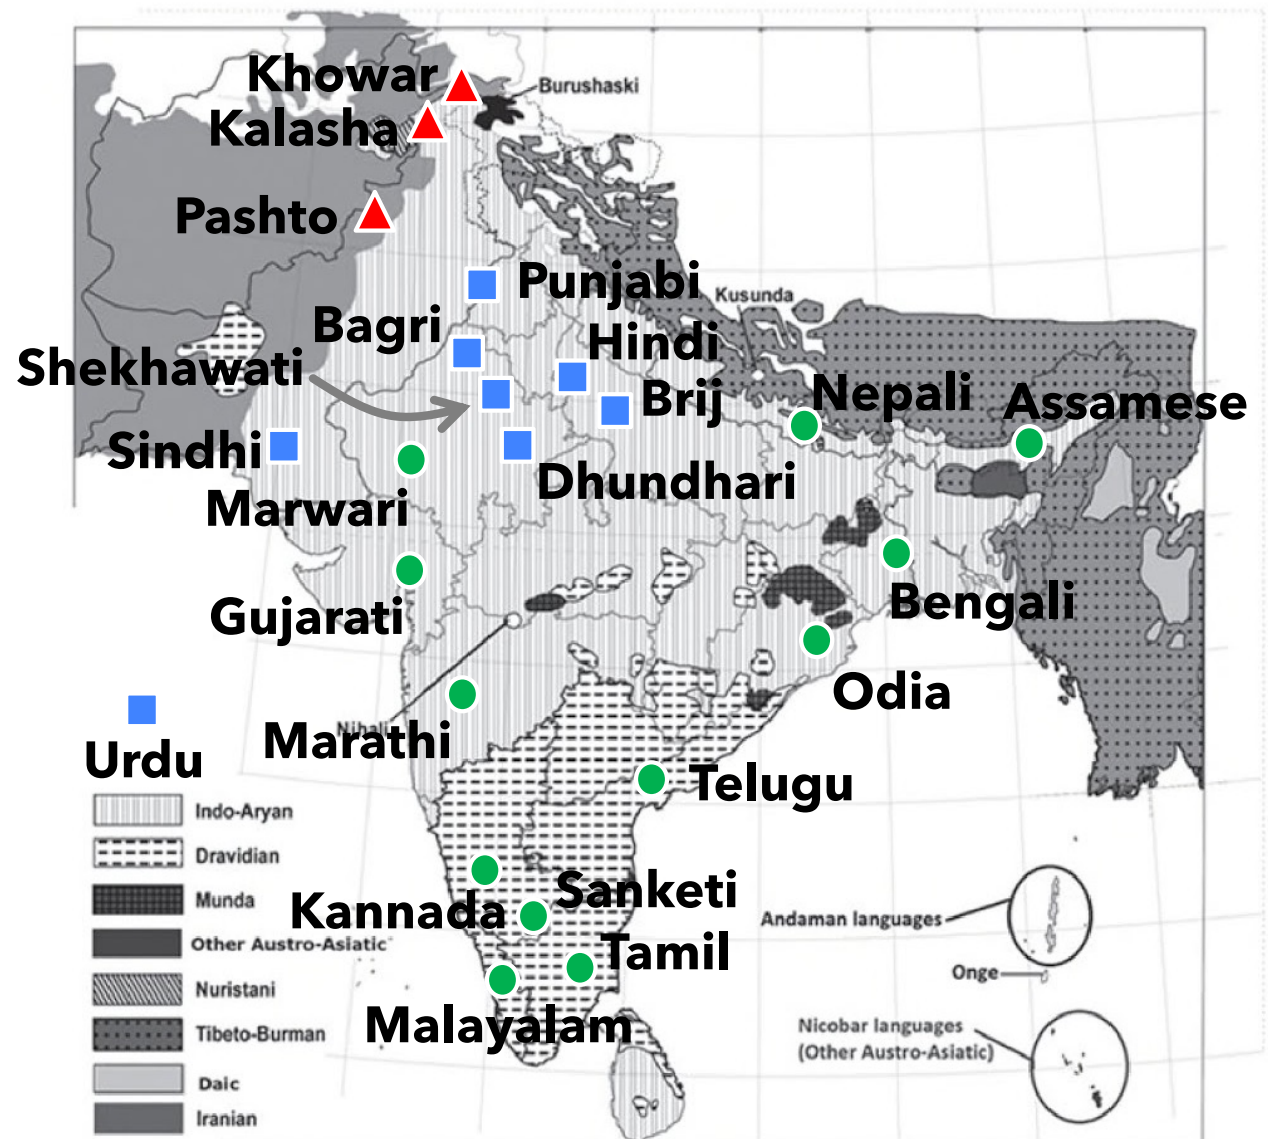 Khowar
Burushaski
Kalasha
Pashto
Punjabi
Kusunda
Bagri
Hindi
Shekhawati
Brij
Nepali
Assamese
Sindhi
Dhundhari
Marwari
Bengali
Gujarati
Odia
Nihali
Marathi
Urdu
Telugu
Indo-Aryan
Dravidian
Munda
Other Austro-Asiatic
Nuristani
Tibeto-Burman
Daic
Iranian
Kannada
Sanketi
Tamil
Malayalam
Andaman languages
Onge
Nicobar languages
(Other Austro-Asiatic)